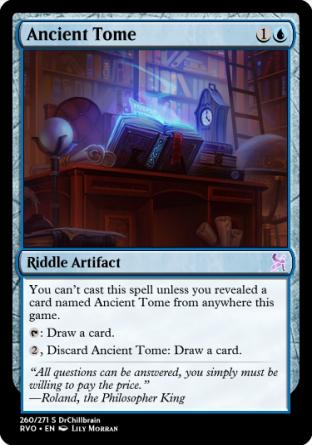 Ancient Tome 1
Riddle Artifact
You can't cast this spell unless you revealed a
card named Ancient Tome from anywhere this
game.
: Draw a card.
2, Discard Ancient Tome: Draw a card.
"All questions can be answered, you simply must be
willing to pay the price."
—Roland, the Philosopher King
260/271 S DrChillbrain
RVO • EN Lily Morran